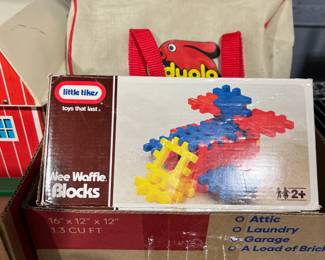 duplo
little tikes
toys that last.
Wee Waffle
Blocks
2+
16" x 12" x 12"
1.3 CU FT
Attic
Laundry
Garage
A Load of Bric